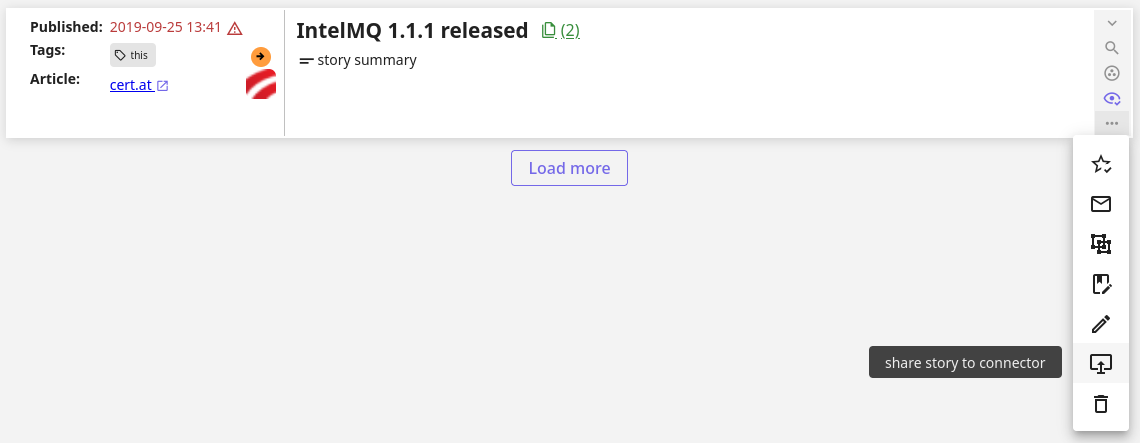 Published: 2019-09-25 13:41
Tags: this
Article: cert.at
IntelMQ 1.1.1 released (2)
story summary
Load more
share story to connector